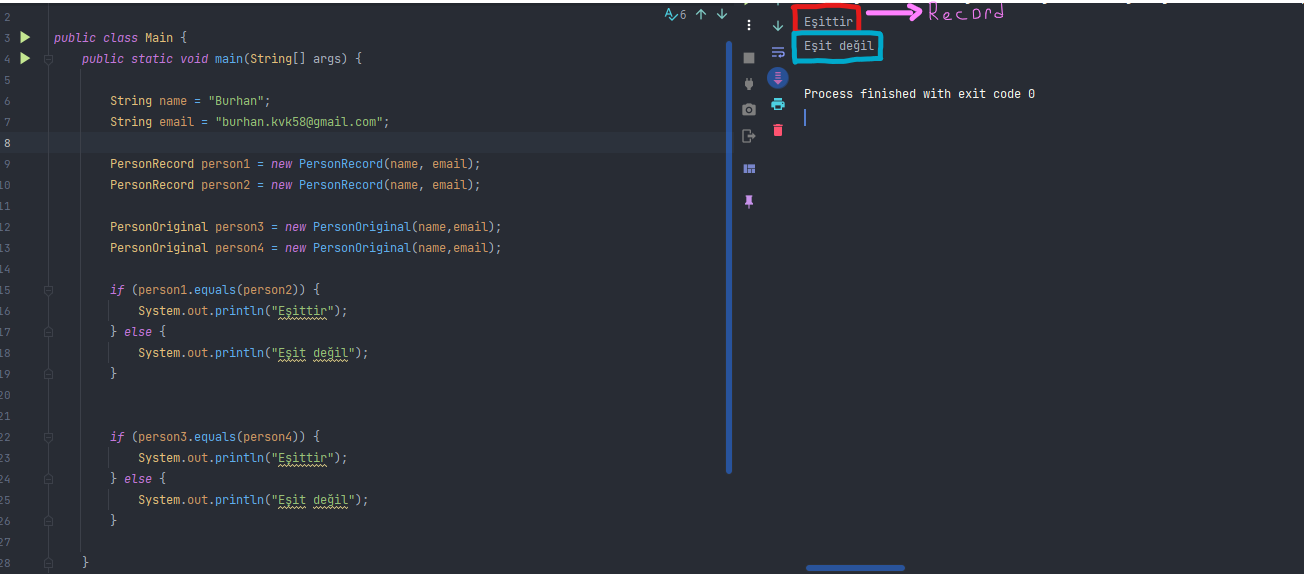 6
Eşittir
Record
Eşit değil
Process finished with exit code 0
2
3 public class Main {
4 public static void main(String[] args) {
5
6 String name = "Burhan";
7 String email = "burhan.kvk58@gmail.com";
8
9 PersonRecord person1 = new PersonRecord(name, email);
10 PersonRecord person2 = new PersonRecord(name, email);
11
12 PersonOriginal person3 = new PersonOriginal(name,email);
13 PersonOriginal person4 = new PersonOriginal(name,email);
14
15 if (person1.equals(person2)) {
16 System.out.println("Eşittir");
17 } else {
18 System.out.println("Eşit değil");
19 }
20
21
22 if (person3.equals(person4)) {
23 System.out.println("Eşittir");
24 } else {
25 System.out.println("Eşit değil");
26 }
27
28 }